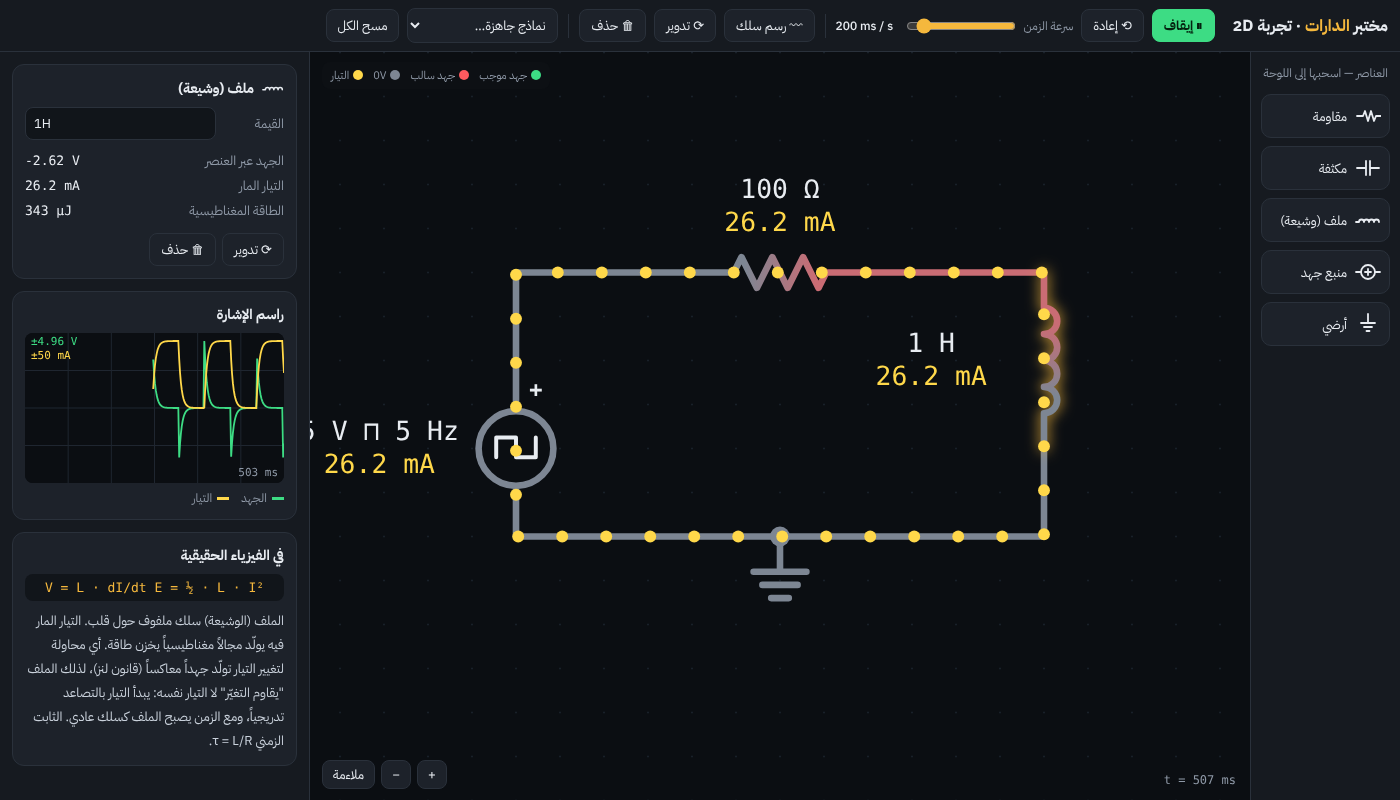 مختبر الدارات · تجربة 2D
⏸ إيقاف
⟲ إعادة
سرعة الزمن
200 ms / s
رسم سلك
⟳ تدوير
🗑 حذف
نماذج جاهزة...
مسح الكل
العناصر — اسحبها إلى اللوحة
مقاومة
مكثفة
ملف (وشيعة)
منبع جهد
أرضي
جهد موجب
جهد سالب
0V
التيار
100 Ω
26.2 mA
1 H
26.2 mA
+
V ⊓ 5 Hz
26.2 mA
ملاءمة
−
+
t = 507 ms
ملف (وشيعة)
القيمة
1H
الجهد عبر العنصر
-2.62 V
التيار المار
26.2 mA
الطاقة المغناطيسية
343 µJ
⟳ تدوير
🗑 حذف
راسم الإشارة
±4.96 V
±50 mA
503 ms
الجهد
التيار
في الفيزياء الحقيقية
V = L · dI/dt E = ½ · L · I²
الملف (الوشيعة) سلك ملفوف حول قلب. التيار المار
فيه يولّد مجالاً مغناطيسياً يخزن طاقة. أي محاولة
لتغيير التيار تولّد جهداً معاكساً (قانون لنز)، لذلك الملف
"يقاوم التغيّر" لا التيار نفسه: يبدأ التيار بالتصاعد
تدريجياً، ومع الزمن يصبح الملف كسلك عادي. الثابت
الزمني τ = L/R.